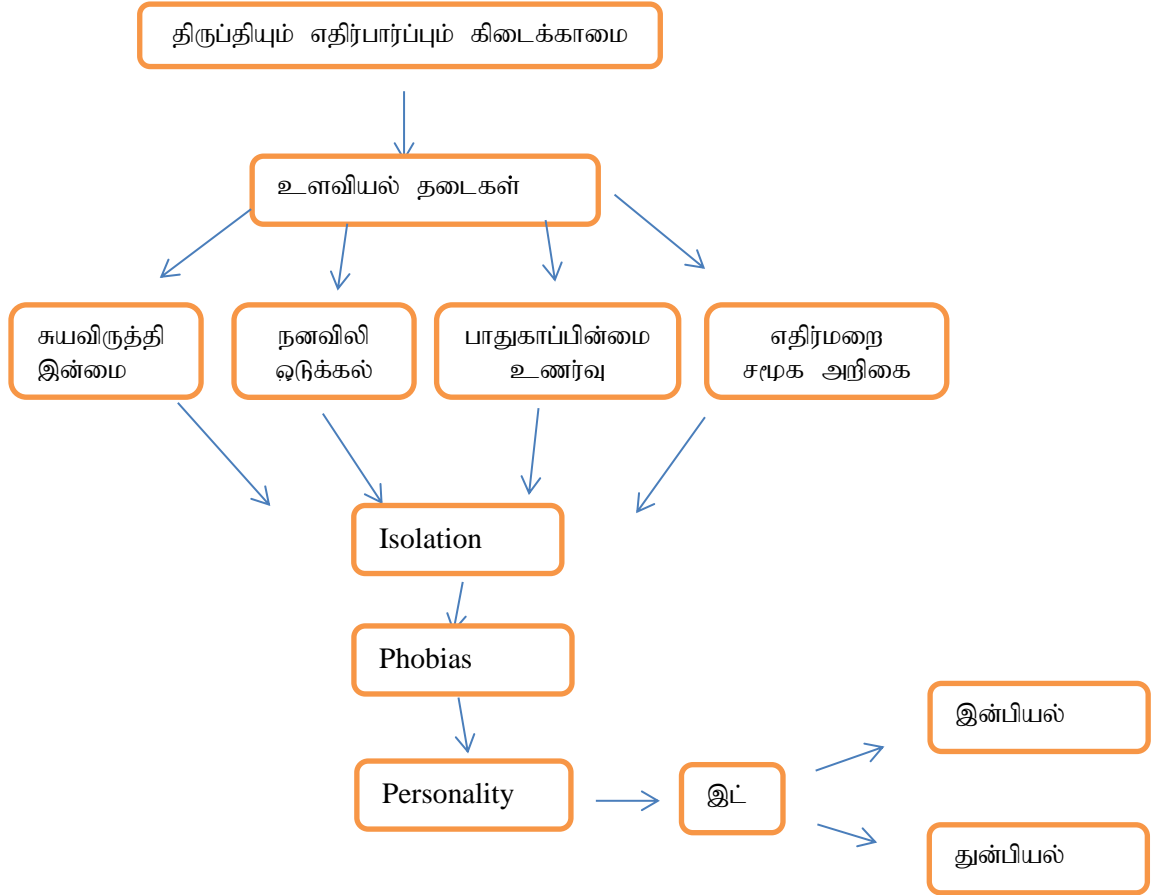 திருப்தியும் எதிர்பார்ப்பும் கிடைக்காமை
உளவியல் தடைகள்
சுயவிருத்தி
இன்மை
நனவிலி
ஒடுக்கல்
பாதுகாப்பின்மை
உணர்வு
எதிர்மறை
சமூக அறிகை
Isolation
Phobias
Personality
இட்
இன்பியல்
துன்பியல்